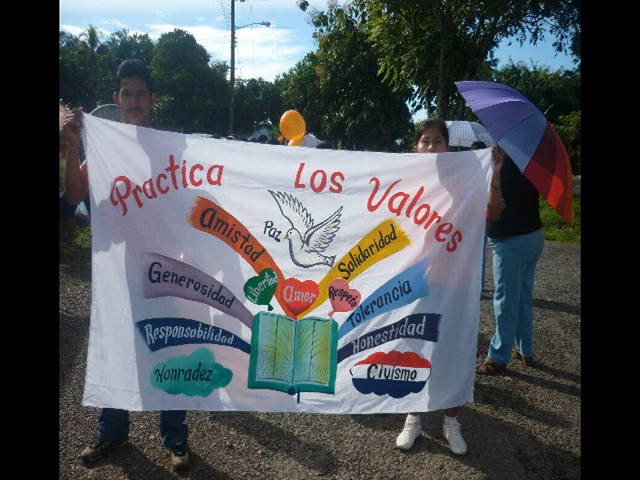 Practica Los Valores
Paz
Amistad
Solidaridad
Generosidad
Libertad
Amor
Respeto
Tolerancia
Responsabilidad
Honestidad
Honradez
Civismo